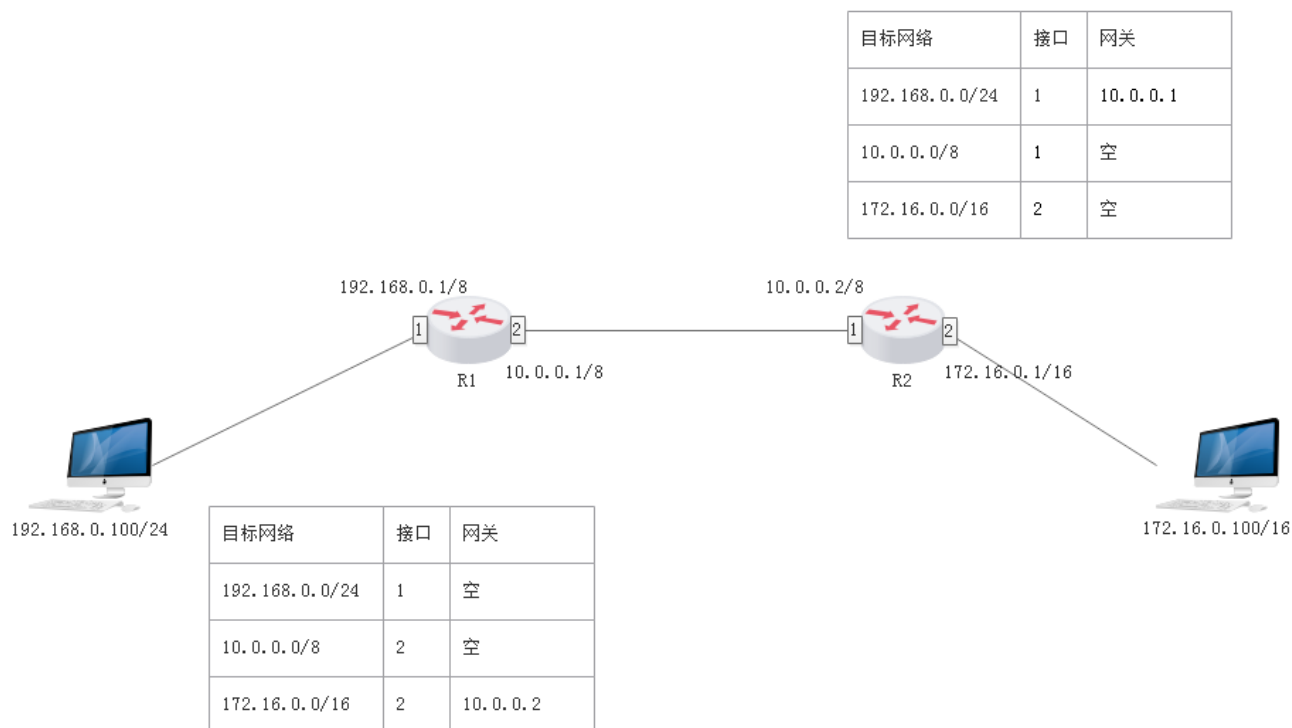 目标网络 接口 网关
192.168.0.0/24 1 10.0.0.1
10.0.0.0/8 1 空
172.16.0.0/16 2 空
192.168.0.1/8
10.0.0.2/8
1
2
1
2
R1
10.0.0.1/8
R2
172.16.0.1/16
192.168.0.100/24
172.16.0.100/16
目标网络 接口 网关
192.168.0.0/24 1 空
10.0.0.0/8 2 空
172.16.0.0/16 2 10.0.0.2